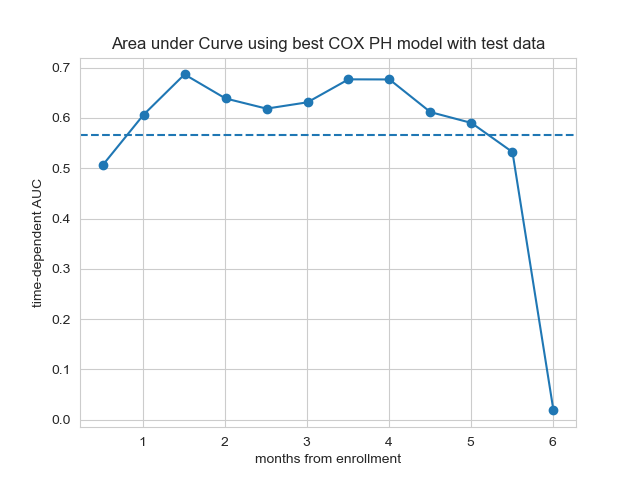 Area under Curve using best COX PH model with test data
time-dependent AUC
0.7
0.6
0.5
0.4
0.3
0.2
0.1
0.0
1 2 3 4 5 6
months from enrollment